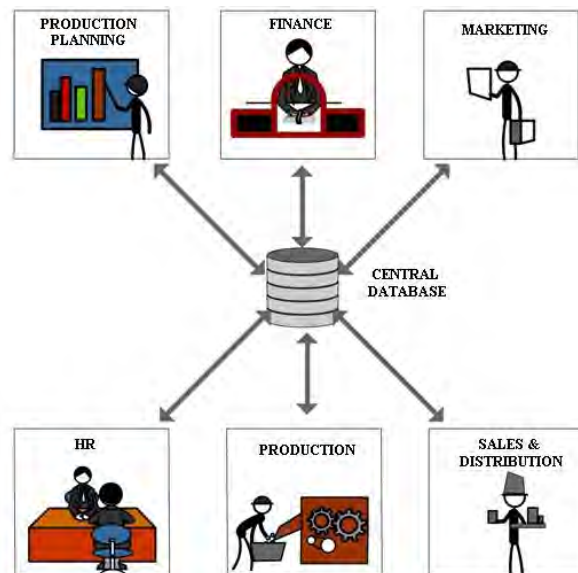 PRODUCTION
PLANNING
FINANCE
MARKETING
CENTRAL
DATABASE
HR
PRODUCTION
SALES &
DISTRIBUTION